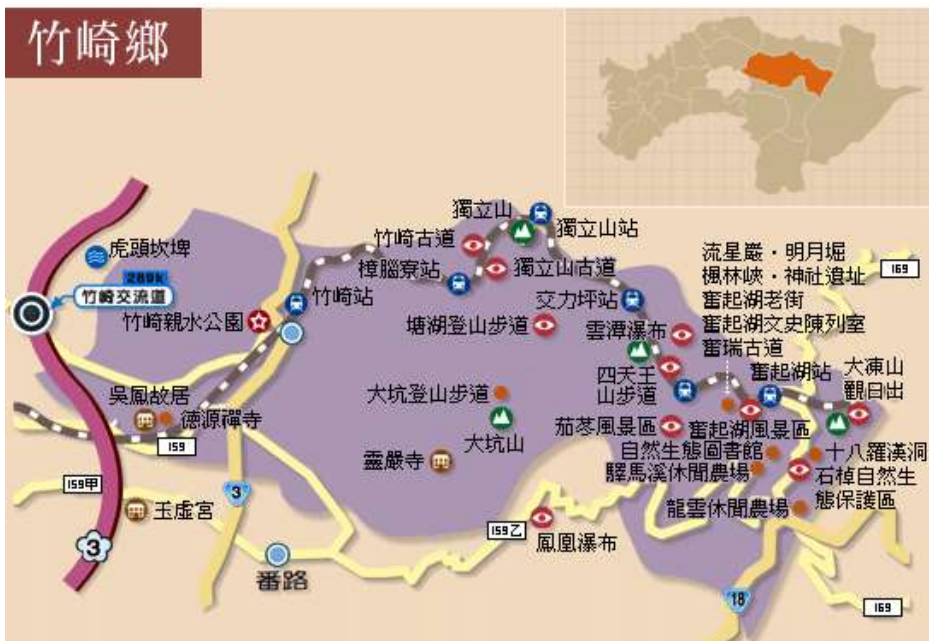 竹崎鄉
獨立山
獨立山站
竹崎古道
虎頭崁埤
樟腦寮站
獨立山古道
流星巖・明月堀
楓林峽・神社遺址
奮起湖老街
奮起湖文史陳列室
奮瑞古道
169
289k
竹崎交流道
竹崎站
交力坪站
竹崎親水公園
塘湖登山步道
雲潭瀑布
四天王
山步道
奮起湖站
大凍山
觀日出
吳鳳故居
德源禪寺
大坑登山步道
大坑山
茄苳風景區
奮起湖風景區
159
自然生態圖書館
十八羅漢洞
靈巖寺
驛馬溪休閒農場
石棹自然生
態保護區
159甲
3
玉虛宮
龍雲休閒農場
159乙
鳳凰瀑布
3
番路
18
169